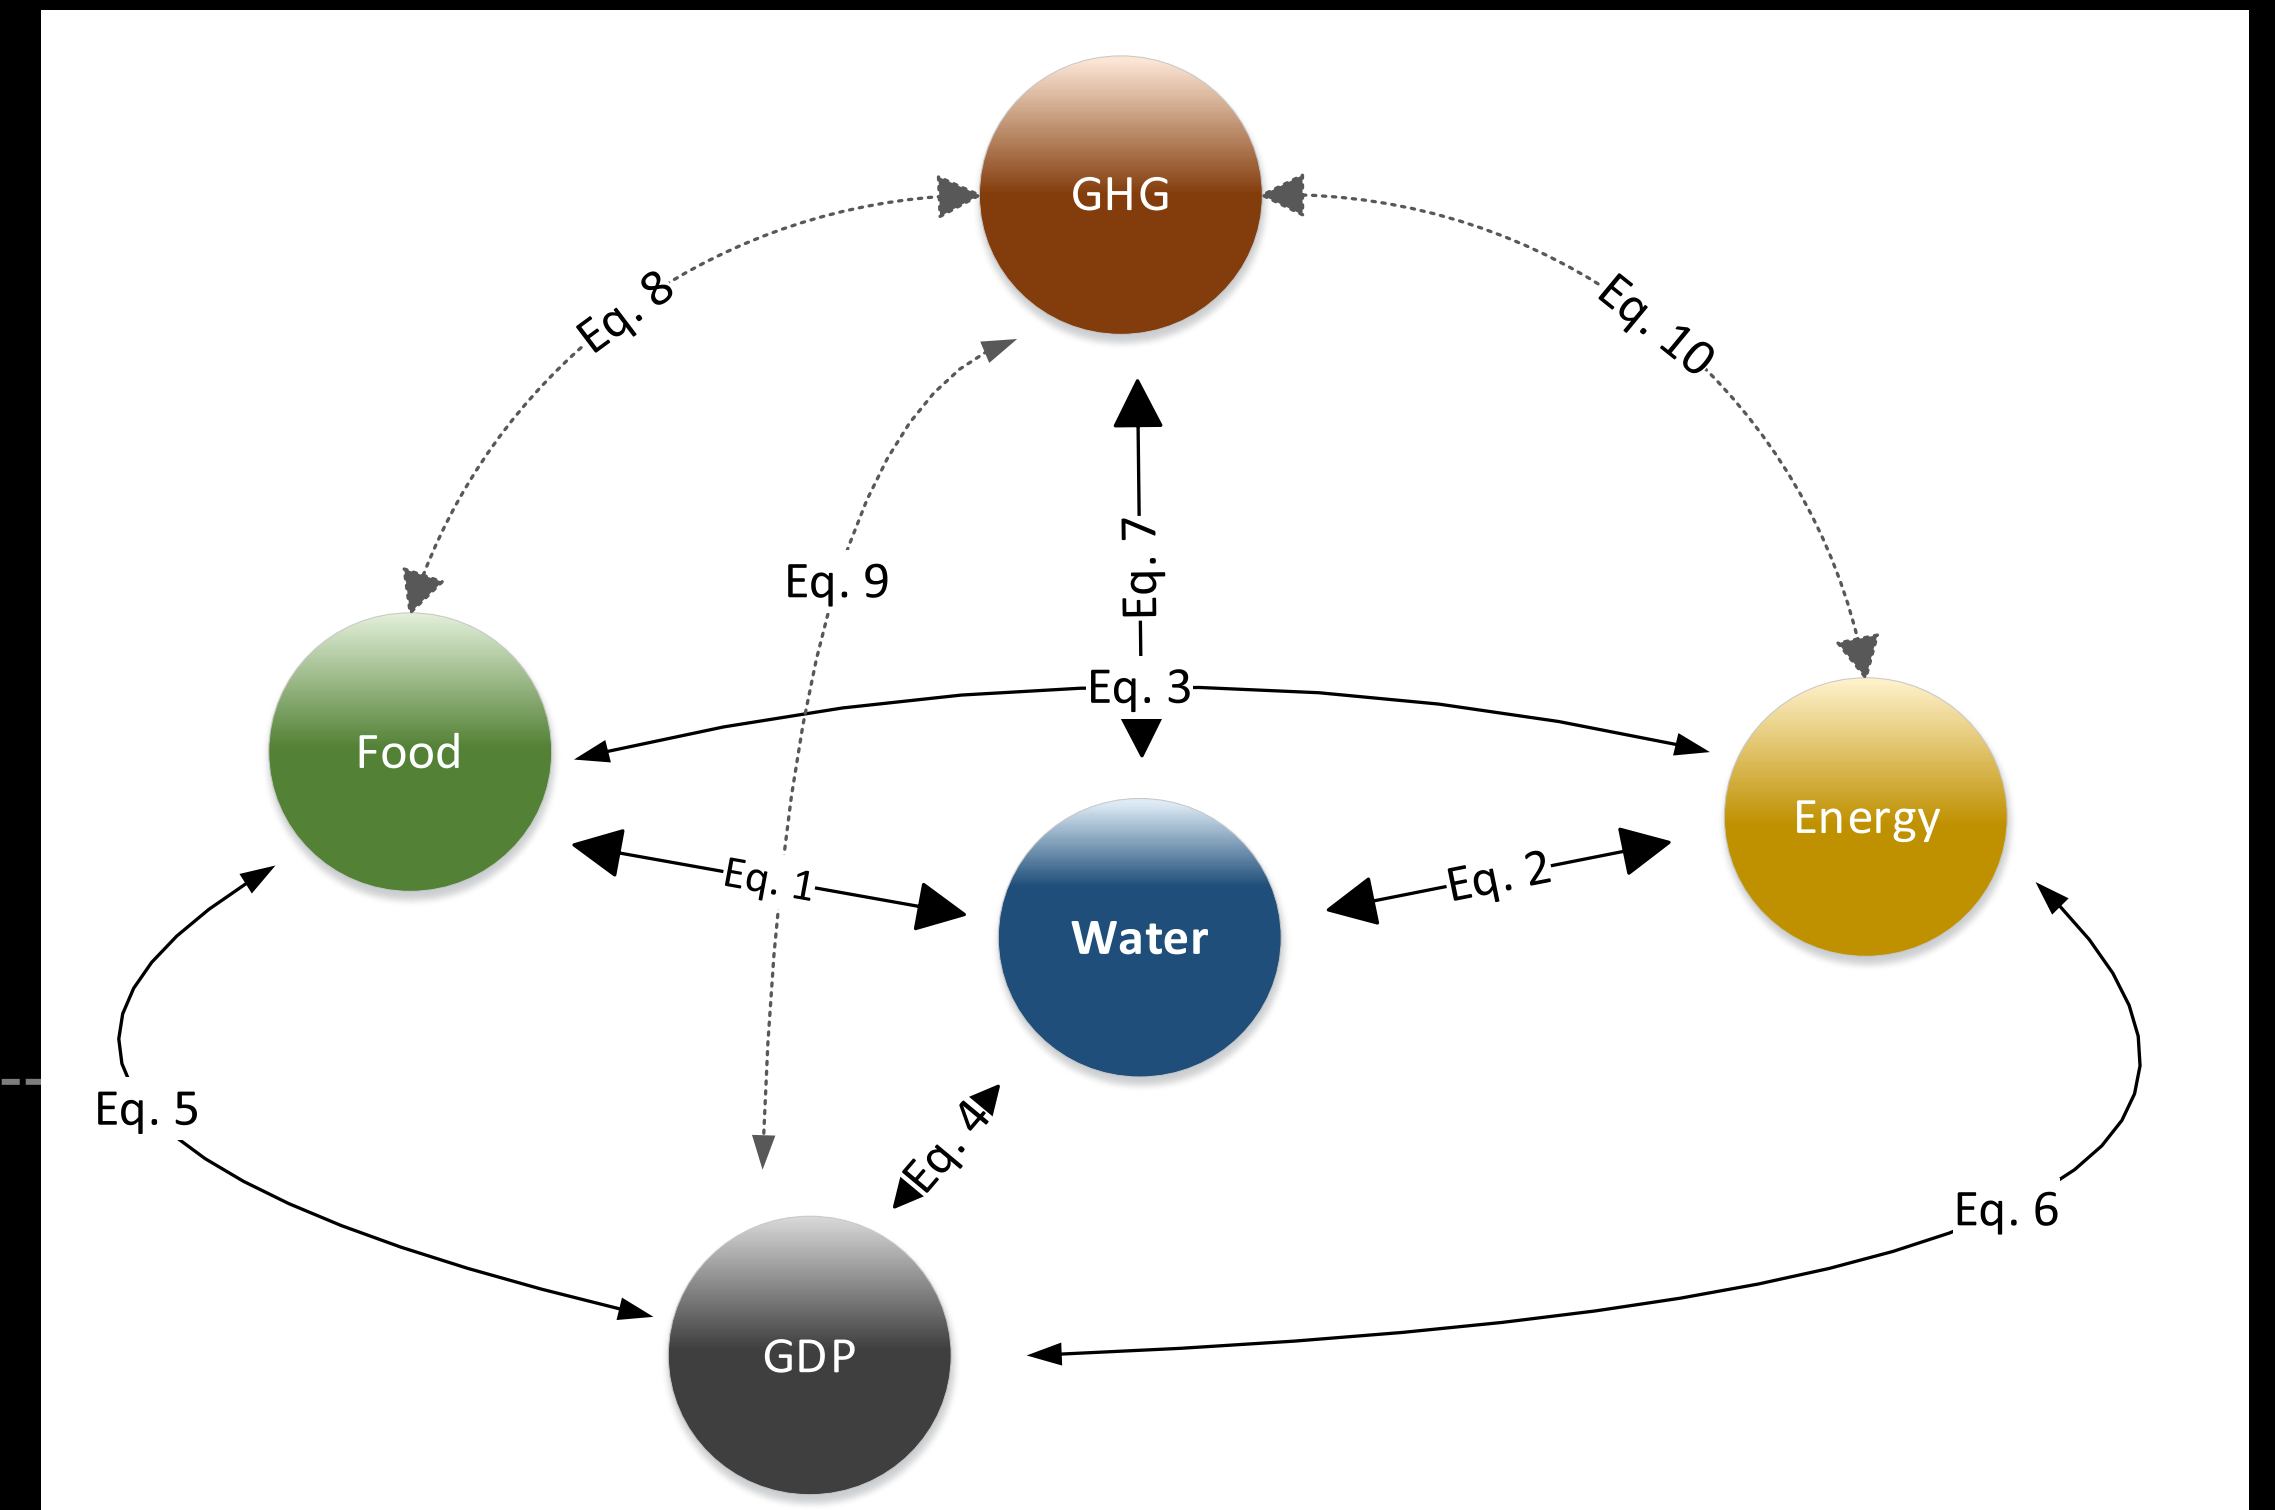 GHG
Eq. 8
Eq. 10
Eq. 9
Eq. 7
Eq. 3
Food
Energy
Eq. 1
Eq. 2
Water
Eq. 5
Eq. 4
Eq. 6
GDP